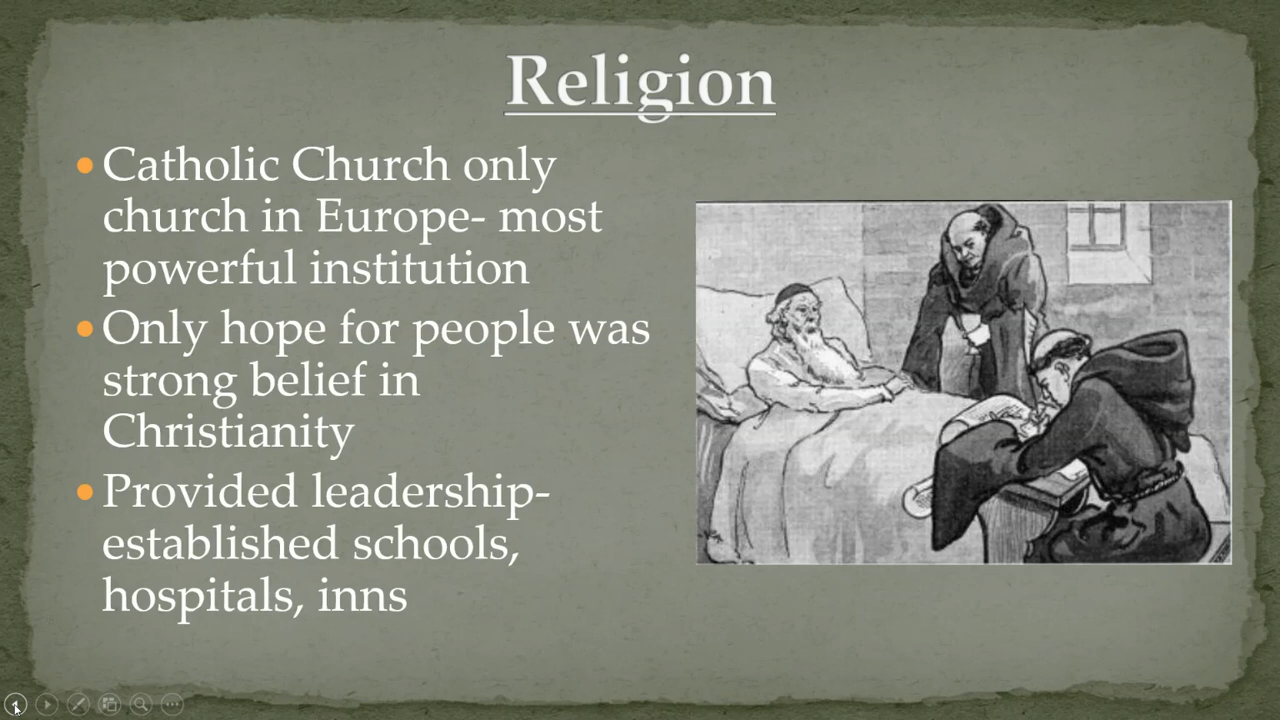 Religion
Catholic Church only
church in Europe- most
powerful institution
Only hope for people was
strong belief in
Christianity
Provided leadership-
established schools,
hospitals, inns